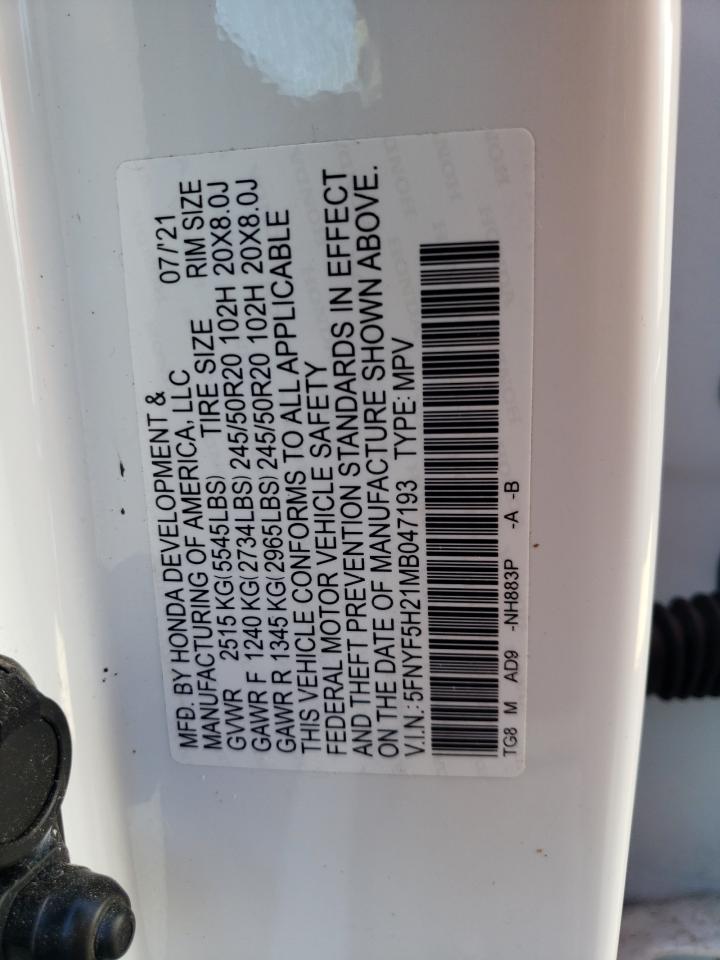 MFD. BY HONDA DEVELOPMENT &
MANUFACTURING OF AMERICA, LLC 07/'21
GVWR 2515 KG(5545LBS) TIRE SIZE RIM SIZE
GAWR F 1240 KG(2734LBS) 245/50R20 102H 20X8.0J
GAWR R 1345 KG(2965LBS) 245/50R20 102H 20X8.0J
THIS VEHICLE CONFORMS TO ALL APPLICABLE
FEDERAL MOTOR VEHICLE SAFETY
AND THEFT PREVENTION STANDARDS IN EFFECT
ON THE DATE OF MANUFACTURE SHOWN ABOVE.
V.I.N.: 5FNYF5H21MB047193 TYPE: MPV
TG8 M AD9 -NH883P -A -B